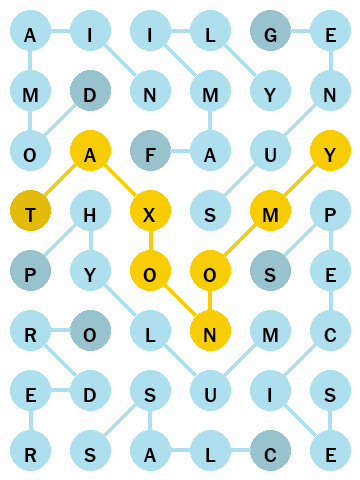 A I I L G E
M D N M Y N
O A F A U Y
T H X S M P
P Y O O S E
R O L N M C
E D S U I S
R S A L C E